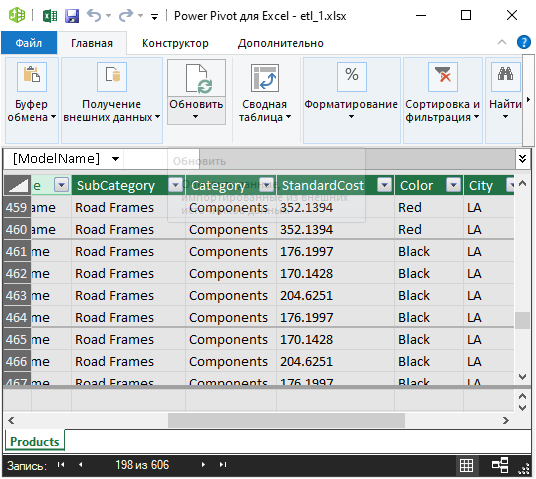 Power Pivot для Excel - etl_1.xlsx
Файл Главная Конструктор Дополнительно
Буфер обмена
Получение внешних данных
Обновить
Сводная таблица
Форматирование
Сортировка и фильтрация
Найти
[ModelName]
Обновить
импортированные из внешних
e SubCategory Category StandardCost Color City
459 ame Road Frames Components 352.1394 Red LA
460 ame Road Frames Components 352.1394 Red LA
461 me Road Frames Components 176.1997 Black LA
462 me Road Frames Components 170.1428 Black LA
463 me Road Frames Components 204.6251 Black LA
464 me Road Frames Components 176.1997 Black LA
465 me Road Frames Components 170.1428 Black LA
466 me Road Frames Components 204.6251 Black LA
467 me Road Frames Components 176.1997 Black LA
Products
Запись: 198 из 606